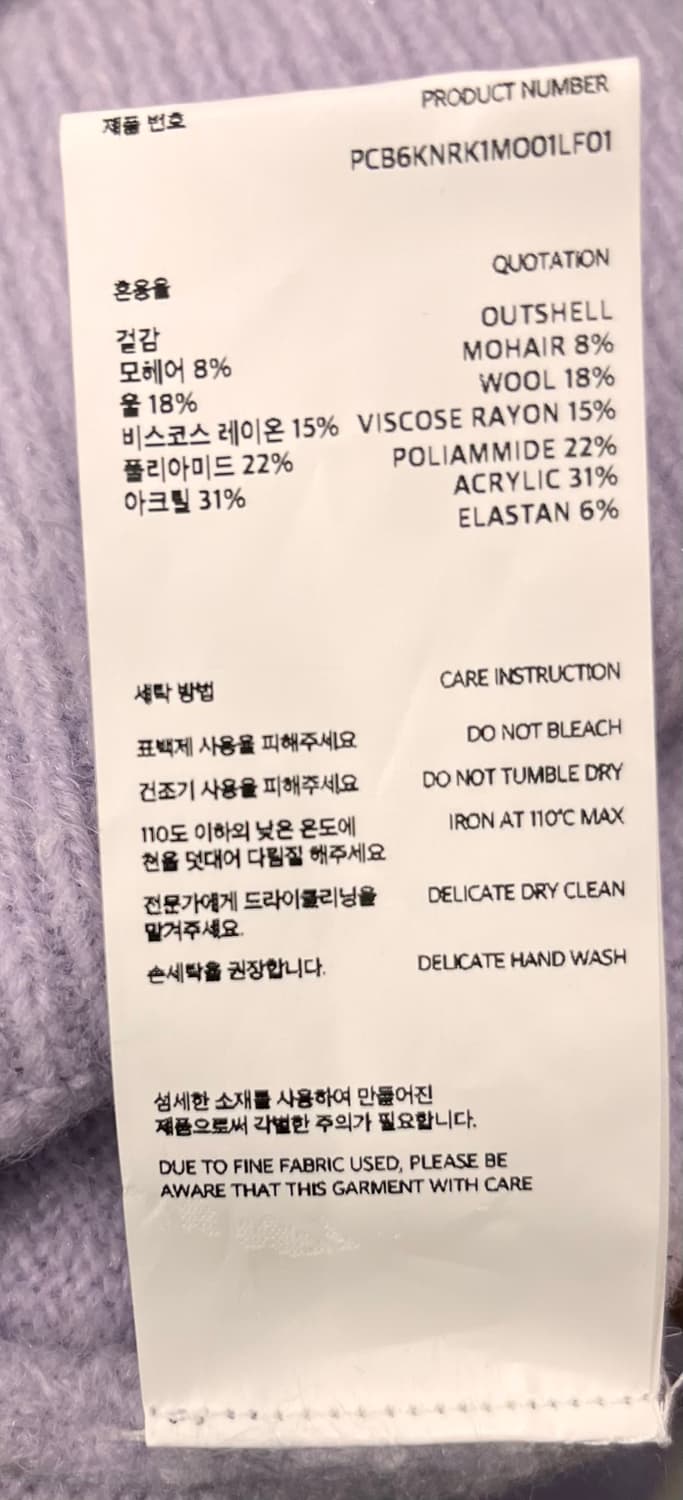 제품 번호 PRODUCT NUMBER
PCB6KNRK1MOO1LFO1
혼용율 QUOTATION
겉감 OUTSHELL
모헤어 8% MOHAIR 8%
울 18% WOOL 18%
비스코스 레이온 15% VISCOSE RAYON 15%
폴리아미드 22% POLIAMMIDE 22%
아크릴 31% ACRYLIC 31%
ELASTAN 6%
세탁 방법 CARE INSTRUCTION
표백제 사용을 피해주세요 DO NOT BLEACH
건조기 사용을 피해주세요 DO NOT TUMBLE DRY
110도 이하의 낮은 온도에 IRON AT 110°C MAX
천을 덧대어 다림질 해주세요
전문가에게 드라이클리닝을 DELICATE DRY CLEAN
맡겨주세요.
손세탁을 권장합니다. DELICATE HAND WASH
섬세한 소재를 사용하여 만들어진
제품으로써 각별한 주의가 필요합니다.
DUE TO FINE FABRIC USED, PLEASE BE
AWARE THAT THIS GARMENT WITH CARE